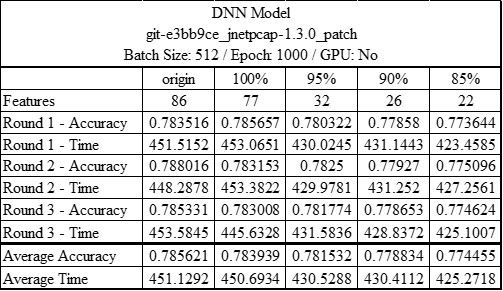 DNN Model
git-e3bb9ce_jnetpcap-1.3.0_patch
Batch Size: 512 / Epoch: 1000 / GPU: No
origin 100% 95% 90% 85%
Features 86 77 32 26 22
Round 1 - Accuracy 0.783516 0.785657 0.780322 0.77858 0.773644
Round 1 - Time 451.5152 453.0651 430.0245 431.1443 423.4585
Round 2 - Accuracy 0.788016 0.783153 0.7825 0.77927 0.775096
Round 2 - Time 448.2878 453.3822 429.9781 431.252 427.2561
Round 3 - Accuracy 0.785331 0.783008 0.781774 0.778653 0.774624
Round 3 - Time 453.5845 445.6328 431.5836 428.8372 425.1007
Average Accuracy 0.785621 0.783939 0.781532 0.778834 0.774455
Average Time 451.1292 450.6934 430.5288 430.4112 425.2718